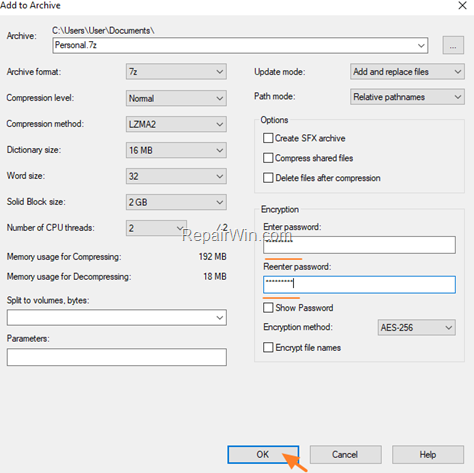 Add to Archive
Archive:
C:\Users\User\Documents\
Personal.7z
...
Archive format:
7z
Compression level:
Normal
Compression method:
LZMA2
Dictionary size:
16 MB
Word size:
32
Solid Block size:
2 GB
Number of CPU threads:
2
/ 2
Memory usage for Compressing:
192 MB
Memory usage for Decompressing:
18 MB
Split to volumes, bytes:
Parameters:
Update mode:
Add and replace files
Path mode:
Relative pathnames
Options
Create SFX archive
Compress shared files
Delete files after compression
Encryption
Enter password:
*********
Reenter password:
*********
Show Password
Encryption method:
AES-256
Encrypt file names
RepairWin.com
OK
Cancel
Help